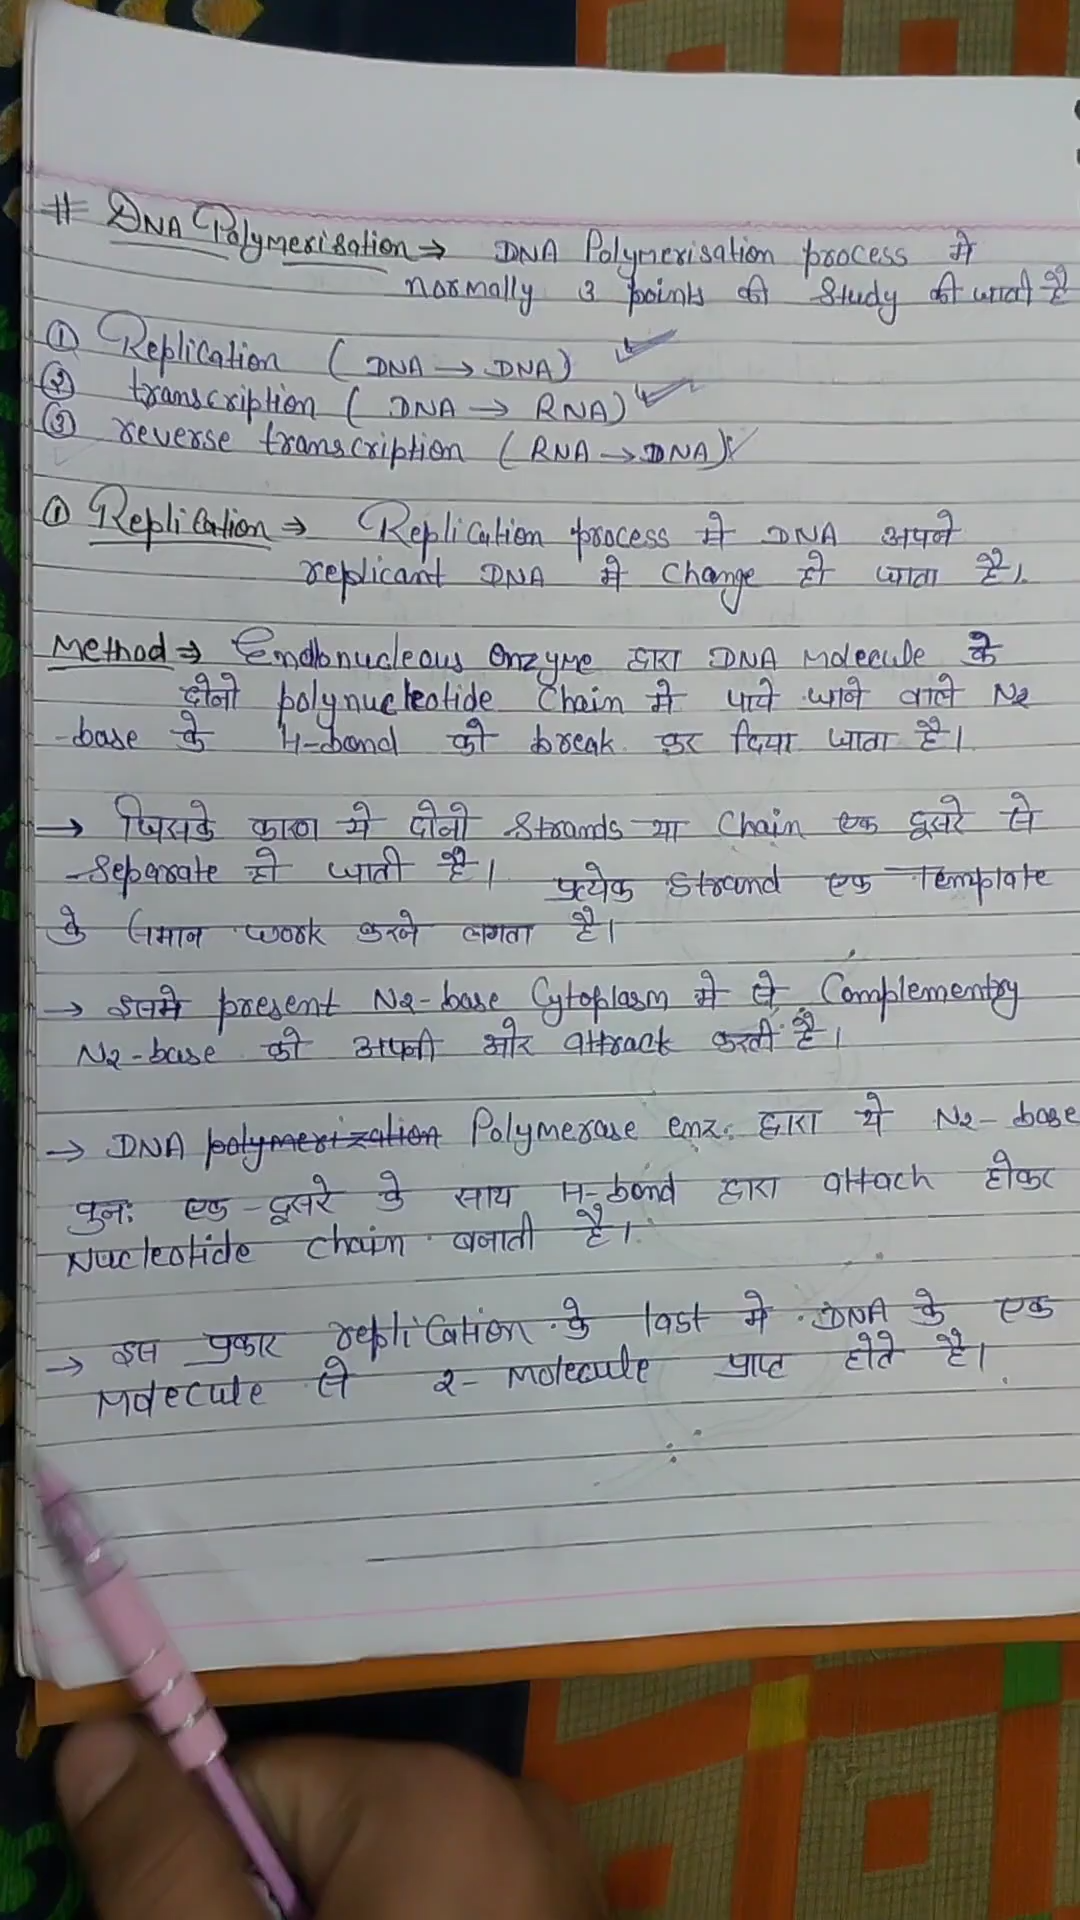 # DNA Polymerisation → DNA Polymerisation process मे
normally 3 points की study की जाती है
① Replication ( DNA → DNA)
② transcription ( DNA → RNA)
③ reverse transcription ( RNA → DNA)
① Replication ⇒ Replication process मे DNA अपने
replicant DNA मे change हो जाता है।
Method ⇒ Endonucleous enzyme द्वारा DNA Molecule के
दोनो polynucleotide chain मे पाये जाने वाले N2
-base के H-bond को break कर दिया जाता है।
→ जिसके कारण ये दोनो strands या chain एक दूसरे से
-separate हो जाती है। प्रत्येक strand एक Template
के समान work करने लगता है।
→ इसमे present N2-base Cytoplasm मे से Complementry
N2-base को अपनी ओर attrack करती है।
→ DNA polymerization Polymerase enz. द्वारा ये N2- base
पुनः एक-दूसरे के साथ H-bond द्वारा attach होकर
Nucleotide chain बनाती है।
→ इस प्रकार replication के last मे DNA के एक
Molecule से 2- Molecule प्राप्त होते है।